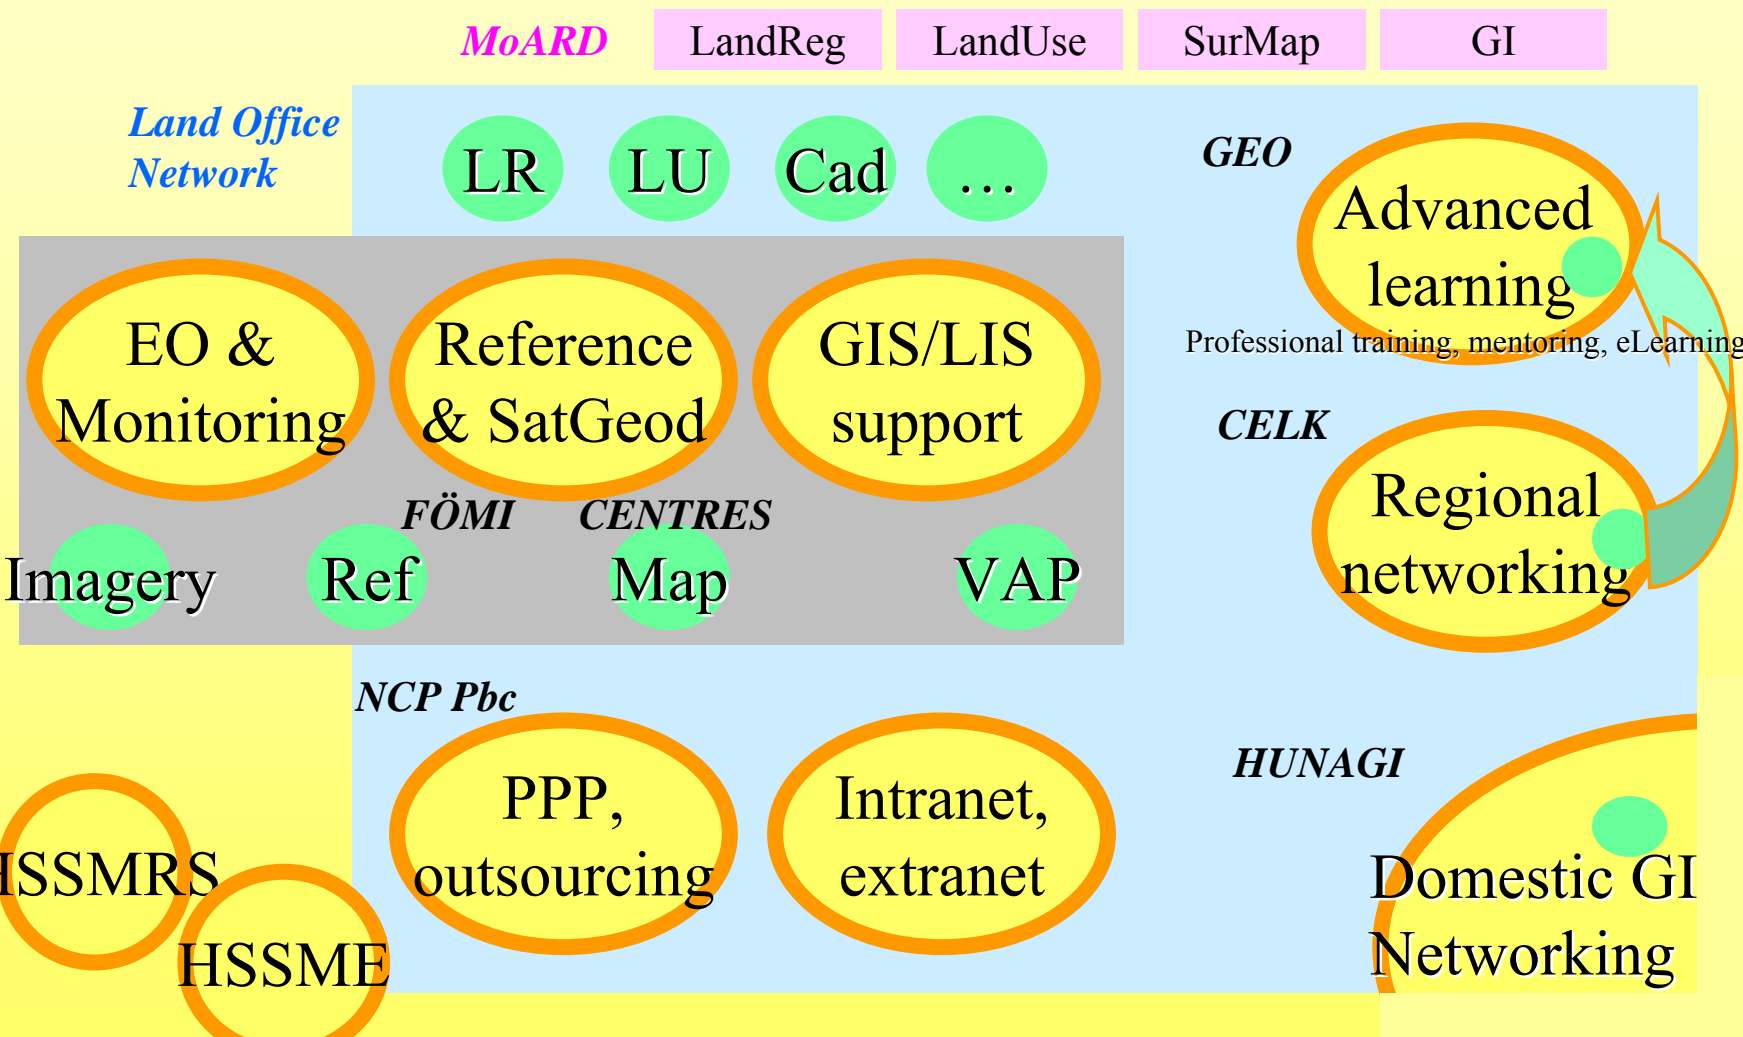 MoARD LandReg LandUse SurMap GI
Land Office
Network
LR LU Cad …
GEO
Advanced
learning
Professional training, mentoring, eLearning
EO &
Monitoring
Reference
& SatGeod
GIS/LIS
support
CELK
Regional
networking
FÖMI CENTRES
Imagery Ref Map VAP
NCP Pbc
PPP,
outsourcing
Intranet,
extranet
HUNAGI
Domestic GI
Networking
HSSMRS
HSSME